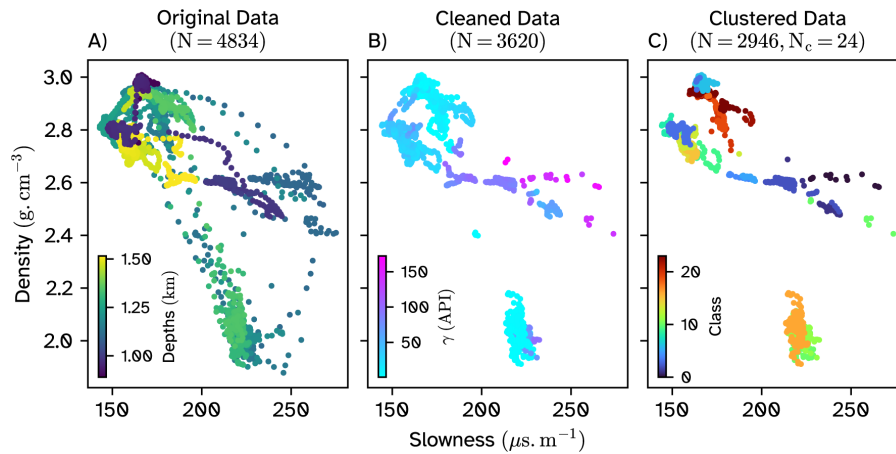 Original Data
(N = 4834)
Cleaned Data
(N = 3620)
Clustered Data
(N = 2946, N_c = 24)
A)
B)
C)
Density (g. cm⁻³)
3.0
2.8
2.6
2.4
2.2
2.0
1.50
1.25
1.00
Depths (km)
150
100
50
γ (API)
20
10
0
Class
150
200
250
150
200
250
150
200
250
Slowness (μs. m⁻¹)